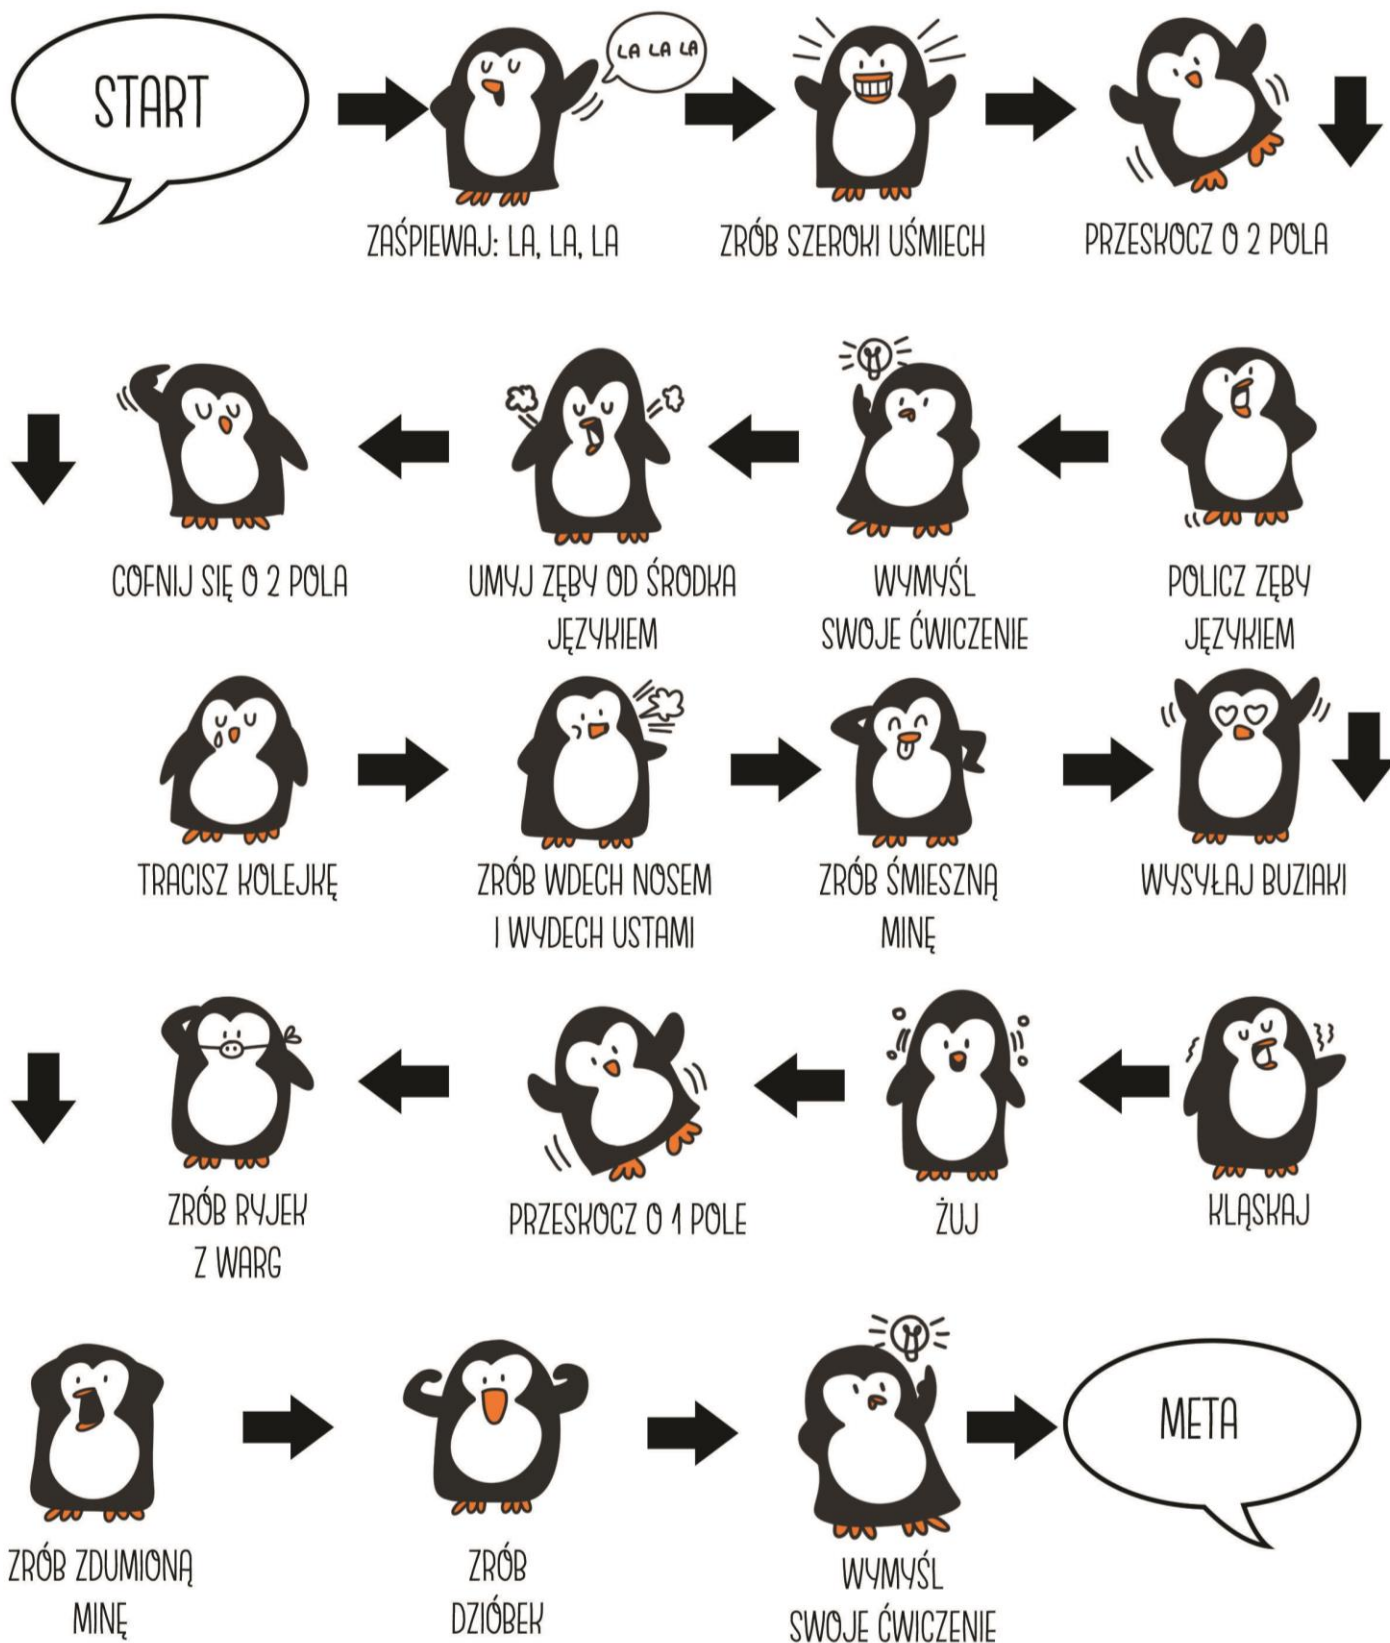 START
LA LA LA
ZAŚPIEWAJ: LA, LA, LA
ZRÓB SZEROKI UŚMIECH
PRZESKOCZ O 2 POLA
POLICZ ZĘBY
JĘZYKIEM
WYMYŚL
SWOJE ĆWICZENIE
UMYJ ZĘBY OD ŚRODKA
JĘZYKIEM
COFNIJ SIĘ O 2 POLA
TRACISZ KOLEJKĘ
ZRÓB WDECH NOSEM
I WYDECH USTAMI
ZRÓB ŚMIESZNĄ
MINĘ
WYSYŁAJ BUZIAKI
KLĄSKAJ
ŻUJ
PRZESKOCZ O 1 POLE
ZRÓB RYJEK
Z WARG
ZRÓB ZDUMIONĄ
MINĘ
ZRÓB
DZIÓBEK
WYMYŚL
SWOJE ĆWICZENIE
META